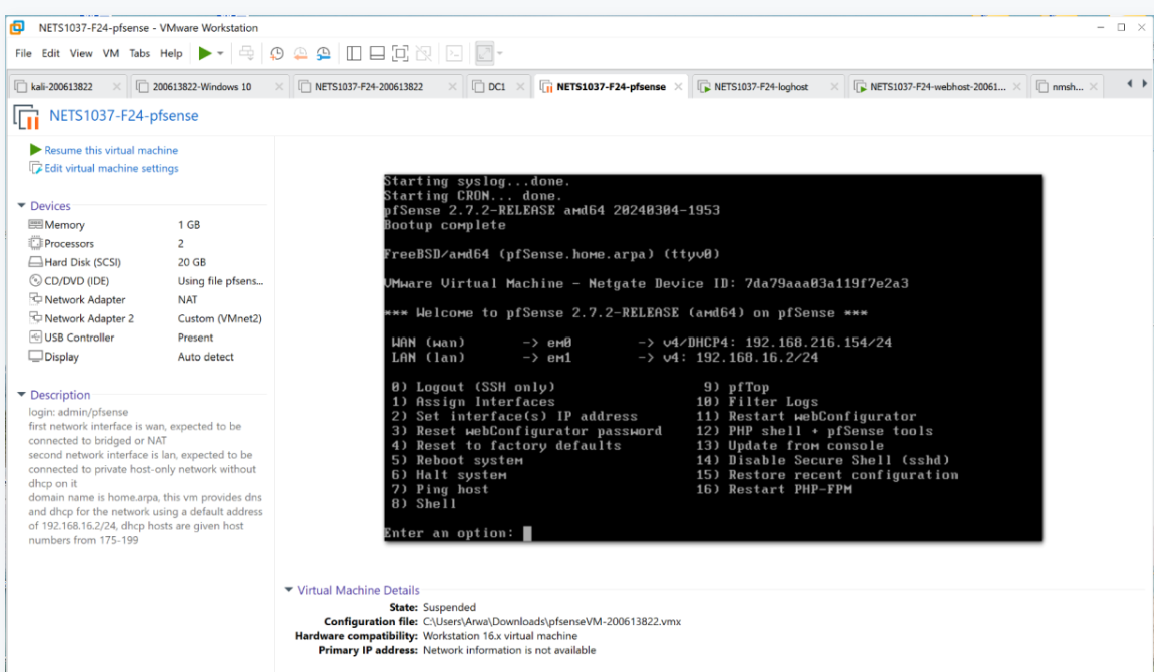 NETS1037-F24-pfsense - VMware Workstation
File Edit View VM Tabs Help
kali-200613822
200613822-Windows 10
NETS1037-F24-200613822
DC1
NETS1037-F24-pfsense
NETS1037-F24-loghost
NETS1037-F24-webhost-20061...
nmsh...
NETS1037-F24-pfsense
Resume this virtual machine
Edit virtual machine settings
Devices
Memory 1 GB
Processors 2
Hard Disk (SCSI) 20 GB
CD/DVD (IDE) Using file pfsens...
Network Adapter NAT
Network Adapter 2 Custom (VMnet2)
USB Controller Present
Display Auto detect
Description
login: admin/pfsense
first network interface is wan, expected to be
connected to bridged or NAT
second network interface is lan, expected to be
connected to private host-only network without
dhcp on it
domain name is home.arpa, this vm provides dns
and dhcp for the network using a default address
of 192.168.16.2/24, dhcp hosts are given host
numbers from 175-199
Starting syslog...done.
Starting CRON... done.
pfSense 2.7.2-RELEASE amd64 20240304-1953
Bootup complete
FreeBSD/amd64 (pfSense.home.arpa) (ttyv0)
VMware Virtual Machine - Netgate Device ID: 7da79aaa03a119f7e2a3
*** Welcome to pfSense 2.7.2-RELEASE (amd64) on pfSense ***
WAN (wan) -> em0 -> v4/DHCP4: 192.168.216.154/24
LAN (lan) -> em1 -> v4: 192.168.16.2/24
0) Logout (SSH only) 9) pfTop
1) Assign Interfaces 10) Filter Logs
2) Set interface(s) IP address 11) Restart webConfigurator
3) Reset webConfigurator password 12) PHP shell + pfSense tools
4) Reset to factory defaults 13) Update from console
5) Reboot system 14) Disable Secure Shell (sshd)
6) Halt system 15) Restore recent configuration
7) Ping host 16) Restart PHP-FPM
8) Shell
Enter an option:
Virtual Machine Details
State: Suspended
Configuration file: C:\Users\Arwa\Downloads\pfsenseVM-200613822.vmx
Hardware compatibility: Workstation 16.x virtual machine
Primary IP address: Network information is not available